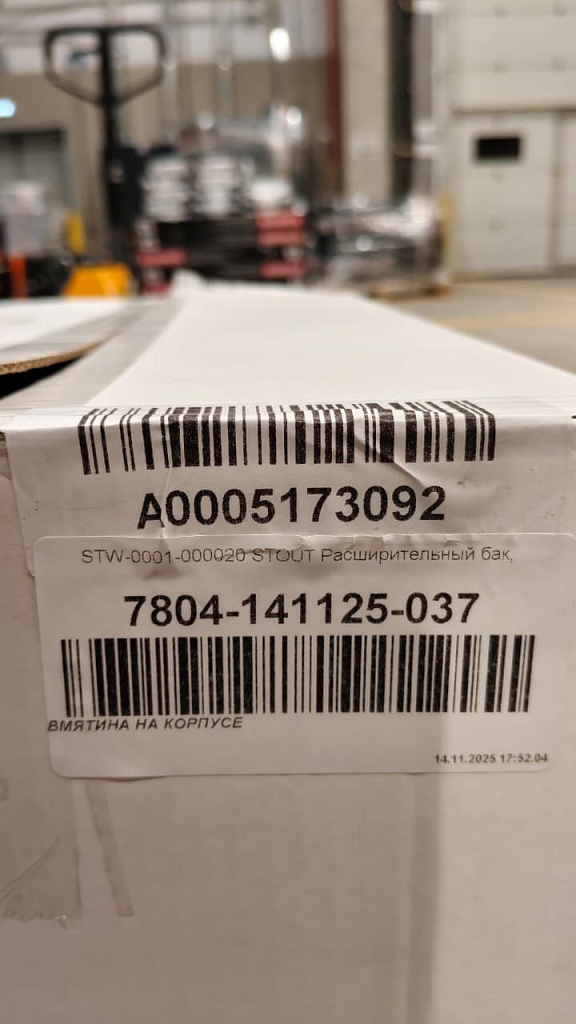 A0005173092
STW-0001-000020 STOUT Расширительный бак,
7804-141125-037
ВМЯТИНА НА КОРПУСЕ
14.11.2025 17:52.04